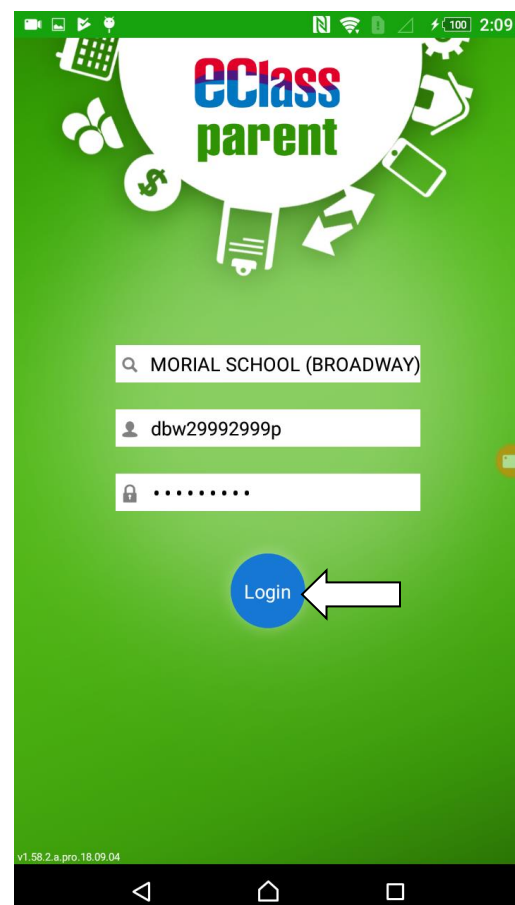 100 2:09
eClass
parent
$
MORIAL SCHOOL (BROADWAY)
dbw29992999p
•••••••••
Login
v1.58.2.a.pro.18.09.04